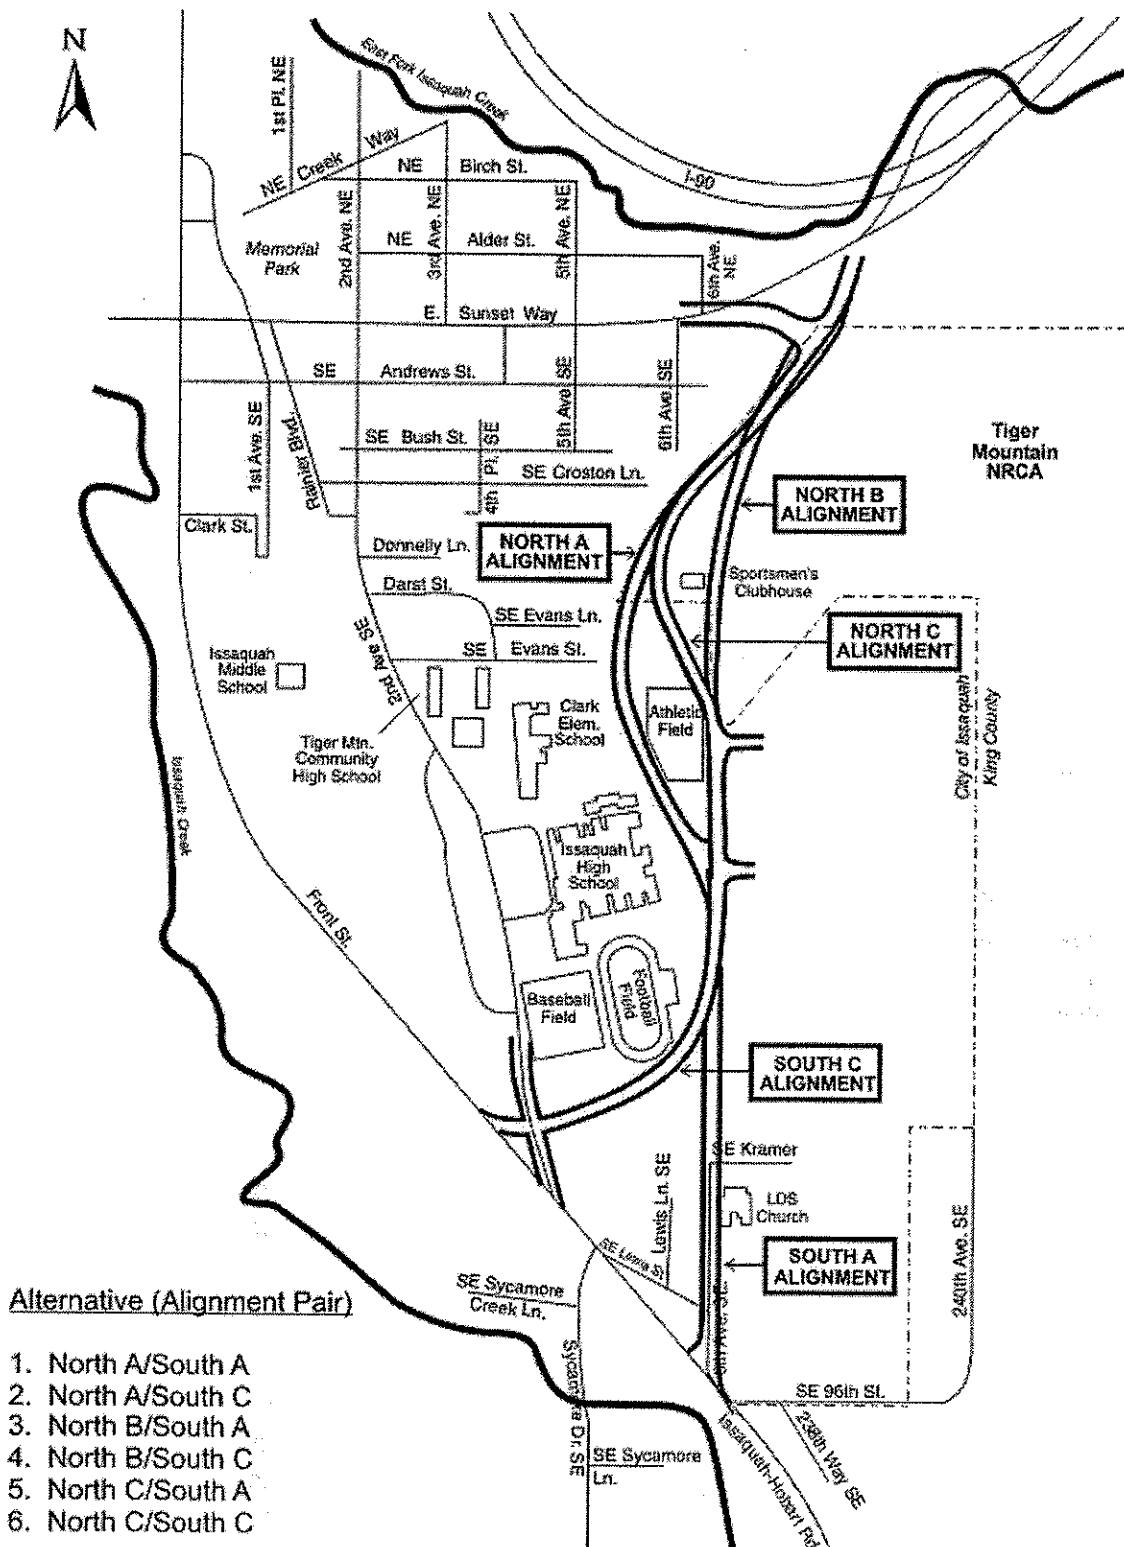 N
East Fork Issaquah Creek
1st Pl. NE
NE Creek Way
NE Birch St.
I-90
2nd Ave. NE
3rd Ave. NE
5th Ave. NE
6th Ave.
NE
Memorial
Park
NE Alder St.
E. Sunset Way
SE Andrews St.
1st Ave. SE
Rainier Blvd.
5th Ave. SE
6th Ave. SE
SE Bush St.
4th Pl. SE
SE Croston Ln.
Tiger
Mountain
NRCA
NORTH B
ALIGNMENT
Clark St.
NORTH A
ALIGNMENT
Donnelly Ln.
Darst St.
Sportsmen's
Clubhouse
SE Evans Ln.
NORTH C
ALIGNMENT
SE Evans St.
2nd Ave SE
Issaquah
Middle
School
Clark
Elem.
School
Athletic
Field
Tiger Mtn.
Community
High School
City of Issaquah
King County
Issaquah Creek
Issaquah
High
School
Front St.
Baseball
Field
Football
Field
SOUTH C
ALIGNMENT
SE Kramer
Lewis Ln. SE
LDS
Church
SE Lewis St.
SOUTH A
ALIGNMENT
240th Ave. SE
SE Sycamore
Creek Ln.
Ave. SE
Sycamore Dr. SE
SE 96th St.
238th Way SE
SE Sycamore
Ln.
Issaquah-Hobart Rd.
Alternative (Alignment Pair)
1. North A/South A
2. North A/South C
3. North B/South A
4. North B/South C
5. North C/South A
6. North C/South C